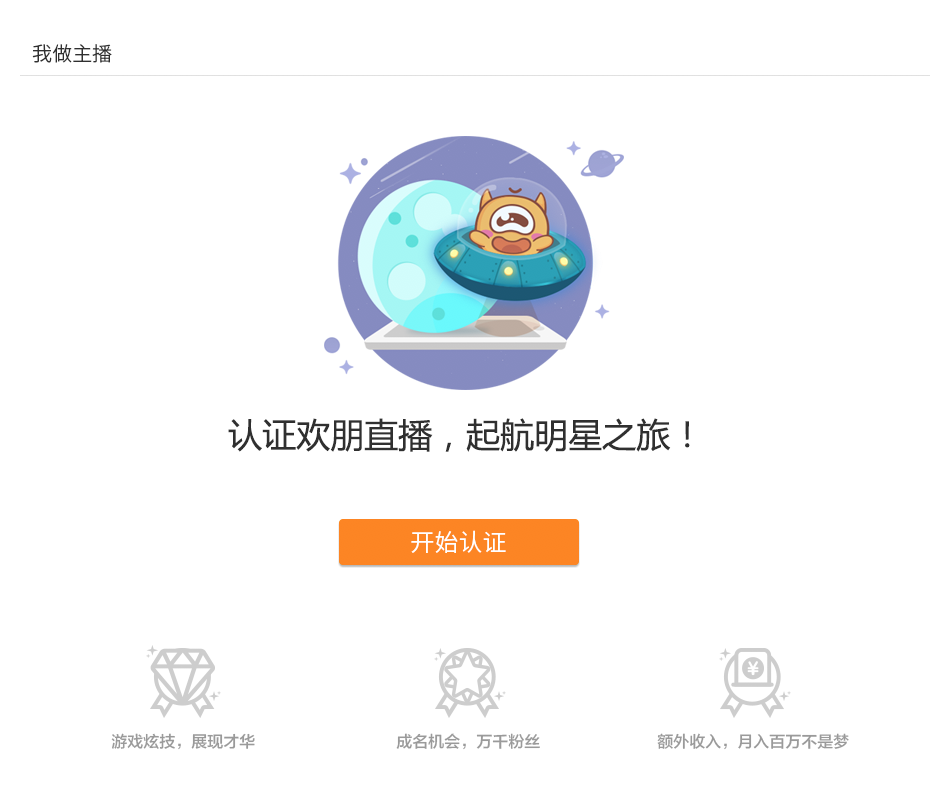 我做主播
认证欢朋直播，起航明星之旅！
开始认证
游戏炫技，展现才华
成名机会，万千粉丝
额外收入，月入百万不是梦